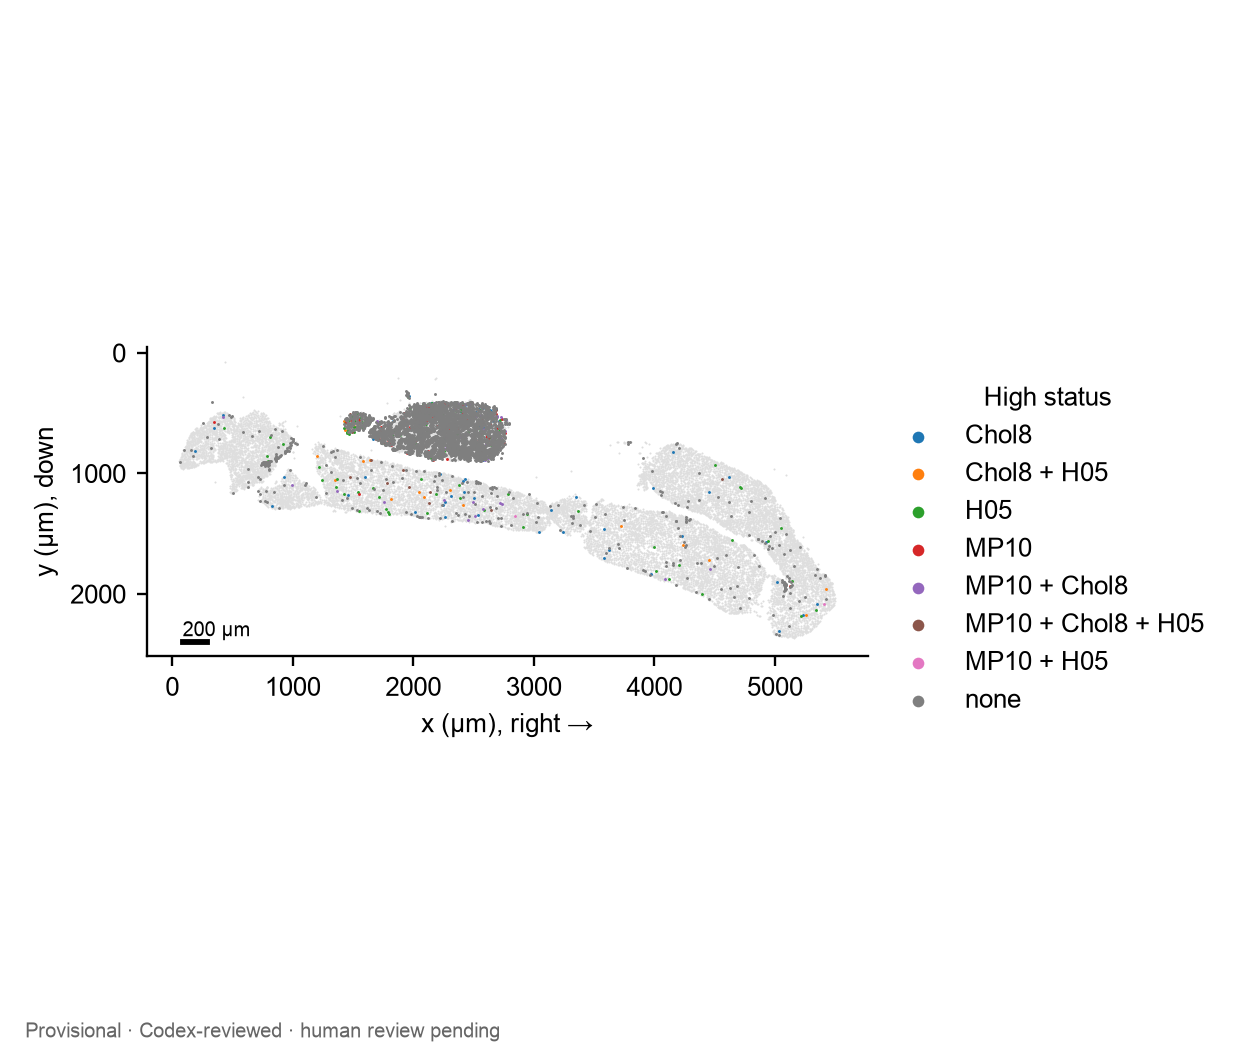 High status
Chol8
Chol8 + H05
H05
MP10
MP10 + Chol8
MP10 + Chol8 + H05
MP10 + H05
none
y (µm), down
0
1000
2000
200 µm
0
1000
2000
3000
4000
5000
x (µm), right →
Provisional · Codex-reviewed · human review pending